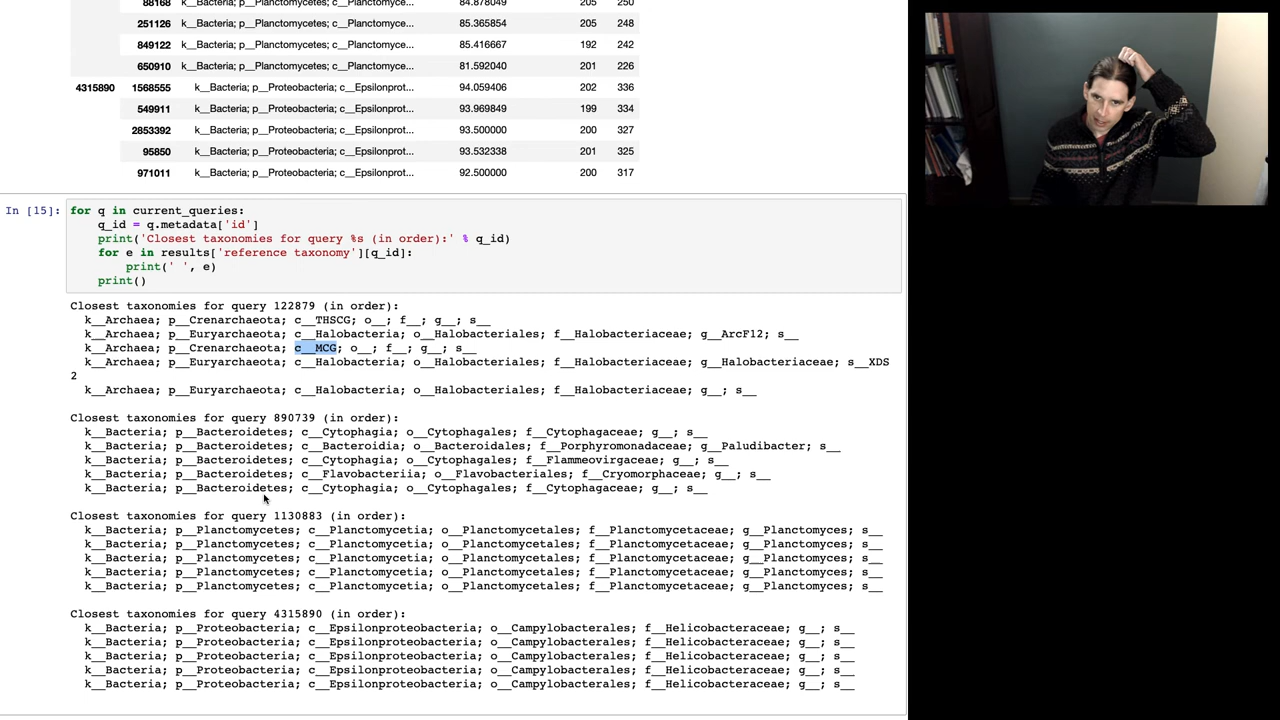 88168 k__Bacteria; p__Planctomycetes; c__Planctomyce... 84.878049 205 250
251126 k__Bacteria; p__Planctomycetes; c__Planctomyce... 85.365854 205 248
849122 k__Bacteria; p__Planctomycetes; c__Planctomyce... 85.416667 192 242
650910 k__Bacteria; p__Planctomycetes; c__Planctomyce... 81.592040 201 226
4315890 1568555 k__Bacteria; p__Proteobacteria; c__Epsilonprot... 94.059406 202 336
549911 k__Bacteria; p__Proteobacteria; c__Epsilonprot... 93.969849 199 334
2853392 k__Bacteria; p__Proteobacteria; c__Epsilonprot... 93.500000 200 327
95850 k__Bacteria; p__Proteobacteria; c__Epsilonprot... 93.532338 201 325
971011 k__Bacteria; p__Proteobacteria; c__Epsilonprot... 92.500000 200 317
In [15]: for q in current_queries:
q_id = q.metadata['id']
print('Closest taxonomies for query %s (in order):' % q_id)
for e in results['reference taxonomy'][q_id]:
print(' ', e)
print()
Closest taxonomies for query 122879 (in order):
k__Archaea; p__Crenarchaeota; c__THSCG; o__; f__; g__; s__
k__Archaea; p__Euryarchaeota; c__Halobacteria; o__Halobacteriales; f__Halobacteriaceae; g__ArcF12; s__
k__Archaea; p__Crenarchaeota; c__MCG; o__; f__; g__; s__
k__Archaea; p__Euryarchaeota; c__Halobacteria; o__Halobacteriales; f__Halobacteriaceae; g__Halobacteriaceae; s__XDS
2
k__Archaea; p__Euryarchaeota; c__Halobacteria; o__Halobacteriales; f__Halobacteriaceae; g__; s__
Closest taxonomies for query 890739 (in order):
k__Bacteria; p__Bacteroidetes; c__Cytophagia; o__Cytophagales; f__Cytophagaceae; g__; s__
k__Bacteria; p__Bacteroidetes; c__Bacteroidia; o__Bacteroidales; f__Porphyromonadaceae; g__Paludibacter; s__
k__Bacteria; p__Bacteroidetes; c__Cytophagia; o__Cytophagales; f__Flammeovirgaceae; g__; s__
k__Bacteria; p__Bacteroidetes; c__Flavobacteriia; o__Flavobacteriales; f__Cryomorphaceae; g__; s__
k__Bacteria; p__Bacteroidetes; c__Cytophagia; o__Cytophagales; f__Cytophagaceae; g__; s__
Closest taxonomies for query 1130883 (in order):
k__Bacteria; p__Planctomycetes; c__Planctomycetia; o__Planctomycetales; f__Planctomycetaceae; g__Planctomyces; s__
k__Bacteria; p__Planctomycetes; c__Planctomycetia; o__Planctomycetales; f__Planctomycetaceae; g__Planctomyces; s__
k__Bacteria; p__Planctomycetes; c__Planctomycetia; o__Planctomycetales; f__Planctomycetaceae; g__Planctomyces; s__
k__Bacteria; p__Planctomycetes; c__Planctomycetia; o__Planctomycetales; f__Planctomycetaceae; g__Planctomyces; s__
k__Bacteria; p__Planctomycetes; c__Planctomycetia; o__Planctomycetales; f__Planctomycetaceae; g__Planctomyces; s__
Closest taxonomies for query 4315890 (in order):
k__Bacteria; p__Proteobacteria; c__Epsilonproteobacteria; o__Campylobacterales; f__Helicobacteraceae; g__; s__
k__Bacteria; p__Proteobacteria; c__Epsilonproteobacteria; o__Campylobacterales; f__Helicobacteraceae; g__; s__
k__Bacteria; p__Proteobacteria; c__Epsilonproteobacteria; o__Campylobacterales; f__Helicobacteraceae; g__; s__
k__Bacteria; p__Proteobacteria; c__Epsilonproteobacteria; o__Campylobacterales; f__Helicobacteraceae; g__; s__
k__Bacteria; p__Proteobacteria; c__Epsilonproteobacteria; o__Campylobacterales; f__Helicobacteraceae; g__; s__